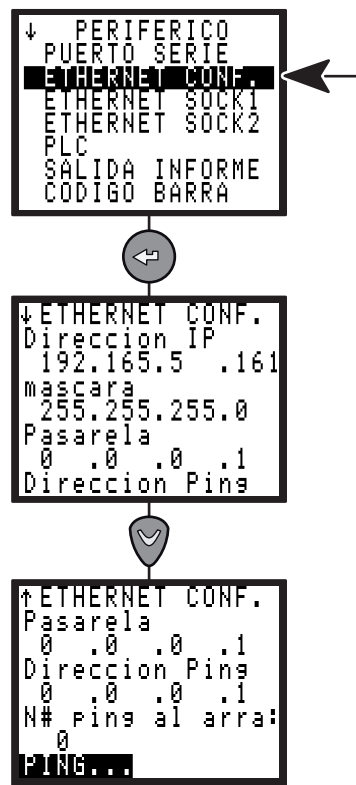 ↓ PERIFERICO
PUERTO SERIE
ETHERNET CONF.
ETHERNET SOCK1
ETHERNET SOCK2
PLC
SALIDA INFORME
CODIGO BARRA
↓ETHERNET CONF.
Direccion IP
192.165.5 .161
mascara
255.255.255.0
Pasarela
0 .0 .0 .1
Direccion Ping
↑ETHERNET CONF.
Pasarela
0 .0 .0 .1
Direccion Ping
0 .0 .0 .1
N# ping al arra:
0
PING...